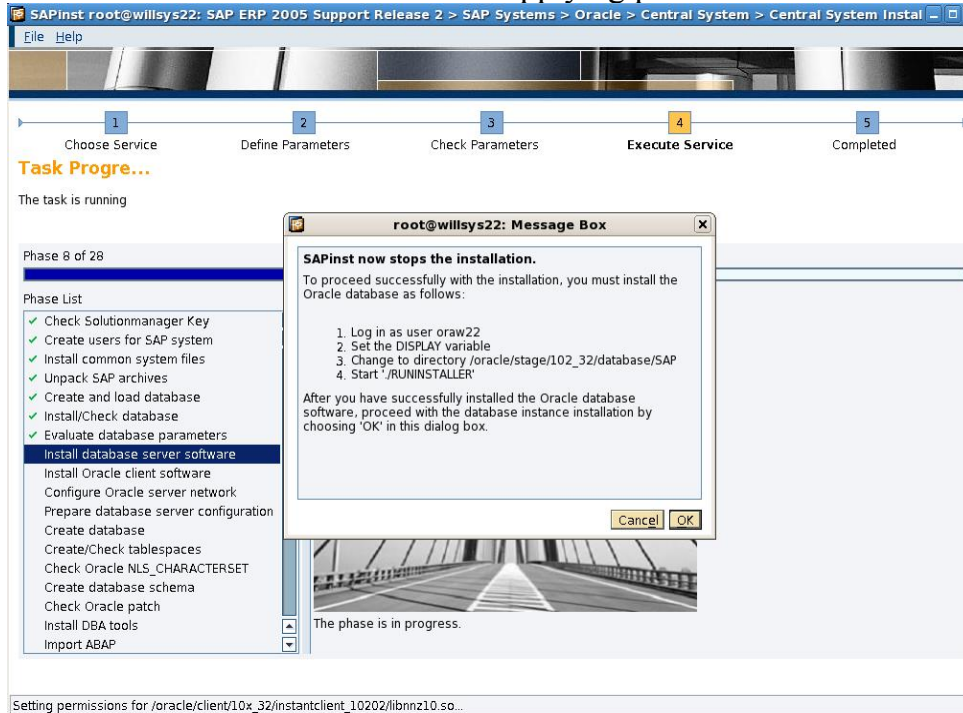 SAPinst root@willsys22: SAP ERP 2005 Support Release 2 > SAP Systems > Oracle > Central System > Central System Instal
File Help
1 2 3 4 5
Choose Service Define Parameters Check Parameters Execute Service Completed
Task Progre...
The task is running
Phase 8 of 28
Phase List
Check Solutionmanager Key
Create users for SAP system
Install common system files
Unpack SAP archives
Create and load database
Install/Check database
Evaluate database parameters
Install database server software
Install Oracle client software
Configure Oracle server network
Prepare database server configuration
Create database
Create/Check tablespaces
Check Oracle NLS_CHARACTERSET
Create database schema
Check Oracle patch
Install DBA tools
Import ABAP
root@willsys22: Message Box
SAPinst now stops the installation.
To proceed successfully with the installation, you must install the
Oracle database as follows:
1. Log in as user oraw22
2. Set the DISPLAY variable
3. Change to directory /oracle/stage/102_32/database/SAP
4. Start './RUNINSTALLER'
After you have successfully installed the Oracle database
software, proceed with the database instance installation by
choosing 'OK' in this dialog box.
Cancel OK
The phase is in progress.
Setting permissions for /oracle/client/10x_32/instantclient_10202/libnnz10.so...